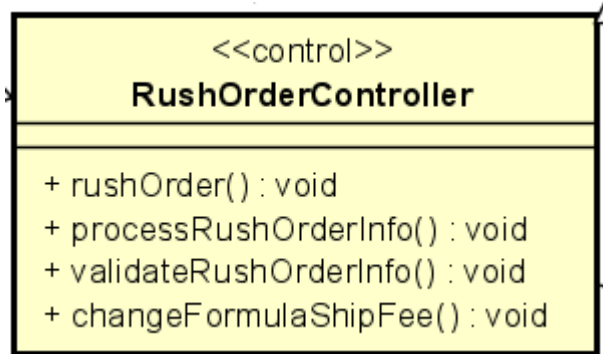 <<control>>
RushOrderController
+ rushOrder() : void
+ processRushOrderInfo() : void
+ validateRushOrderInfo() : void
+ changeFormulaShipFee() : void